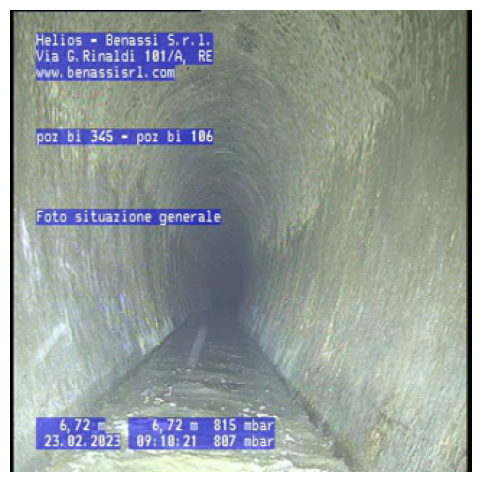 Helios - Benassi S.r.l.
Via G.Rinaldi 101/A, RE
www.benassisrl.com
poz bi 345 - poz bi 106
Foto situazione generale
6,72 m 6,72 m 815 mbar
23.02.2023 09:10:21 807 mbar